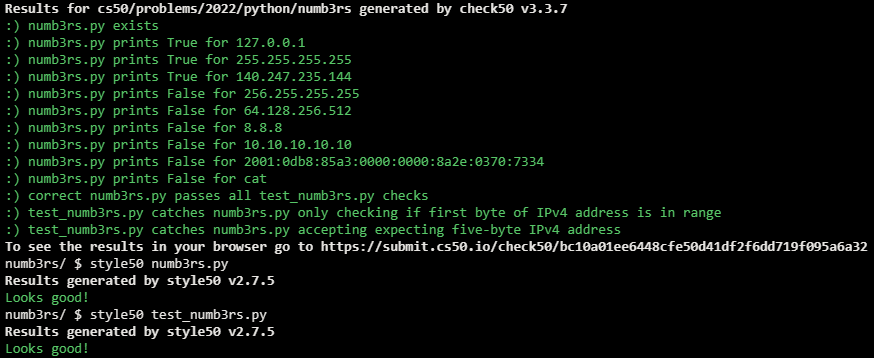 Results for cs50/problems/2022/python/numb3rs generated by check50 v3.3.7
:) numb3rs.py exists
:) numb3rs.py prints True for 127.0.0.1
:) numb3rs.py prints True for 255.255.255.255
:) numb3rs.py prints True for 140.247.235.144
:) numb3rs.py prints False for 256.255.255.255
:) numb3rs.py prints False for 64.128.256.512
:) numb3rs.py prints False for 8.8.8
:) numb3rs.py prints False for 10.10.10.10.10
:) numb3rs.py prints False for 2001:0db8:85a3:0000:0000:8a2e:0370:7334
:) numb3rs.py prints False for cat
:) correct numb3rs.py passes all test_numb3rs.py checks
:) test_numb3rs.py catches numb3rs.py only checking if first byte of IPv4 address is in range
:) test_numb3rs.py catches numb3rs.py accepting expecting five-byte IPv4 address
To see the results in your browser go to https://submit.cs50.io/check50/bc10a01ee6448cfe50d41df2f6dd719f095a6a32
numb3rs/ $ style50 numb3rs.py
Results generated by style50 v2.7.5
Looks good!
numb3rs/ $ style50 test_numb3rs.py
Results generated by style50 v2.7.5
Looks good!